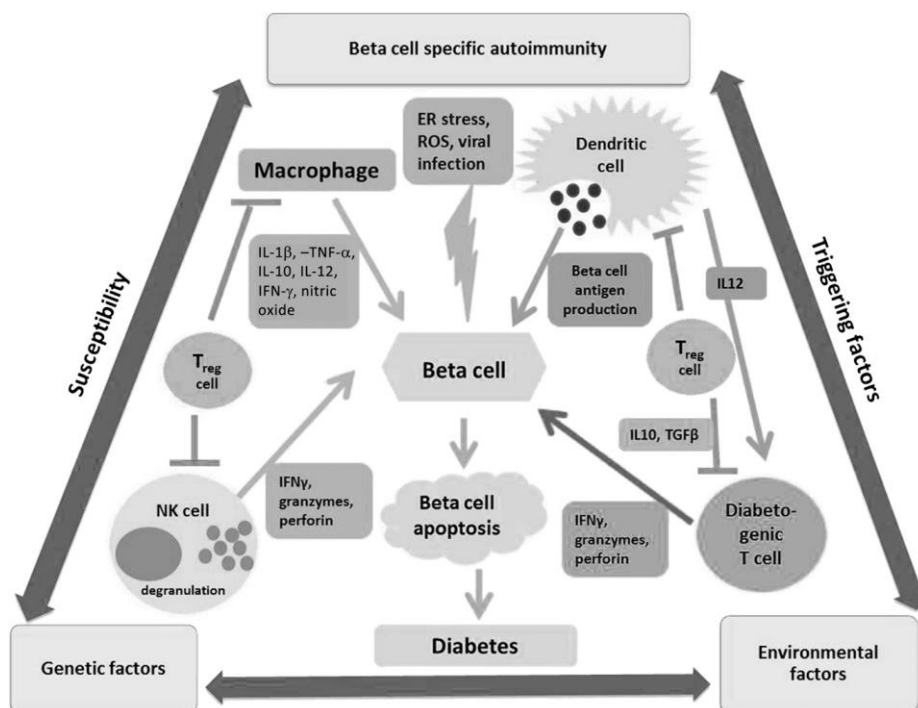 Beta cell specific autoimmunity
ER stress,
ROS, viral
infection
Dendritic
cell
Macrophage
IL-1β, –TNF-α,
IL-10, IL-12,
IFN-γ, nitric
oxide
Beta cell
antigen
production
IL12
Susceptibility
Triggering factors
Treg
cell
Beta cell
Treg
cell
IL10, TGFβ
NK cell
degranulation
IFNγ,
granzymes,
perforin
Beta cell
apoptosis
IFNγ,
granzymes,
perforin
Diabeto-
genic
T cell
Genetic factors
Diabetes
Environmental
factors